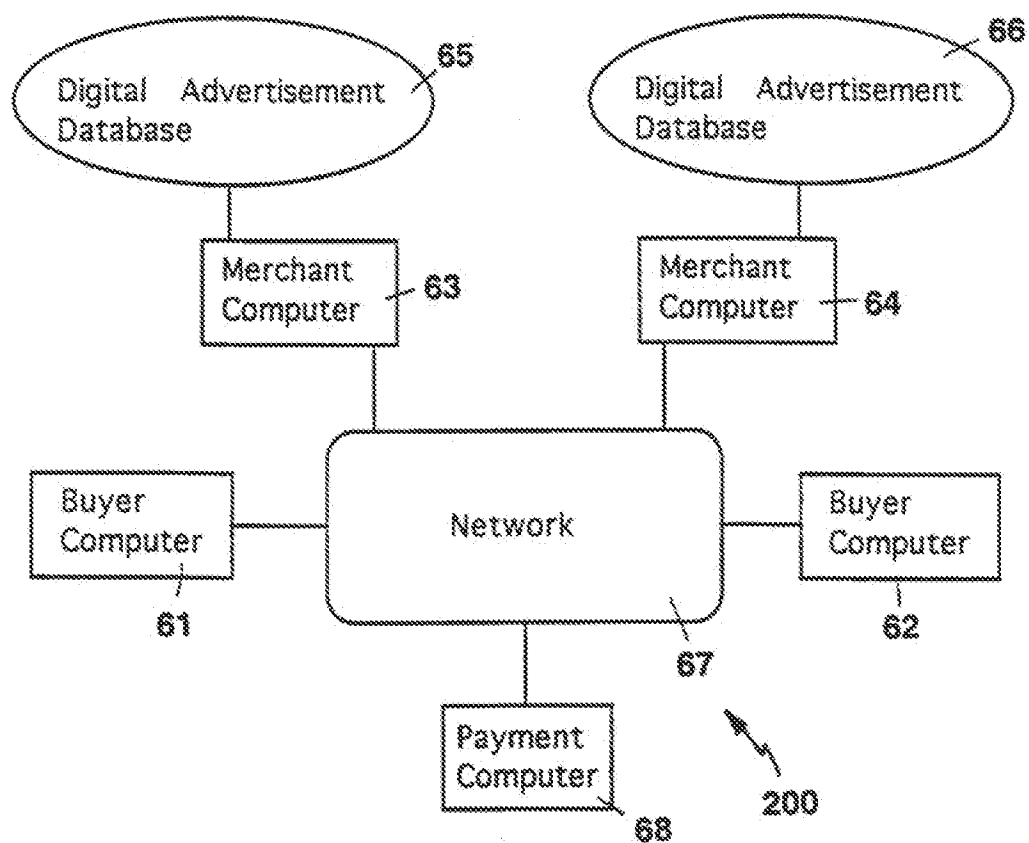 65
66
Digital Advertisement
Database
Digital Advertisement
Database
Merchant
Computer
63
Merchant
Computer
64
Buyer
Computer
61
Network
67
Buyer
Computer
62
Payment
Computer
68
200